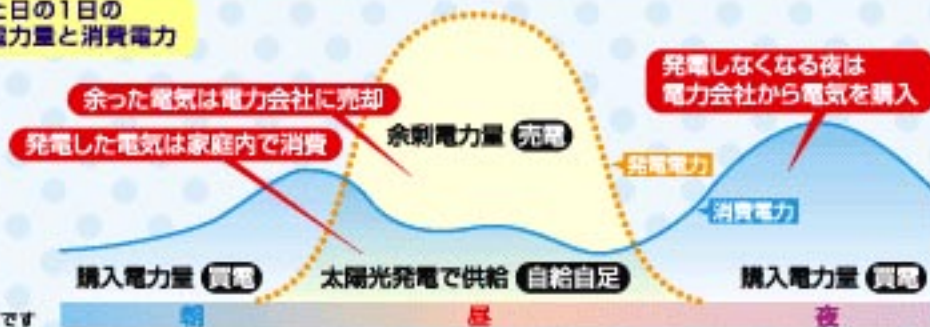 た日の1日の
電力量と消費電力
余った電気は電力会社に売却
発電した電気は家庭内で消費
余剰電力量 売電
発電しなくなる夜は
電力会社から電気を購入
発電電力
消費電力
購入電力量 買電
太陽光発電で供給 自給自足
購入電力量 買電
です
朝
昼
夜